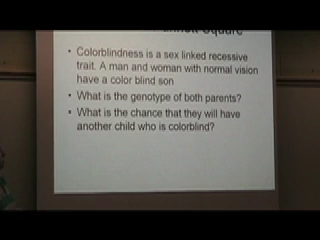 Square
• Colorblindness is a sex linked recessive
trait. A man and woman with normal vision
have a color blind son
• What is the genotype of both parents?
• What is the chance that they will have
another child who is colorblind?